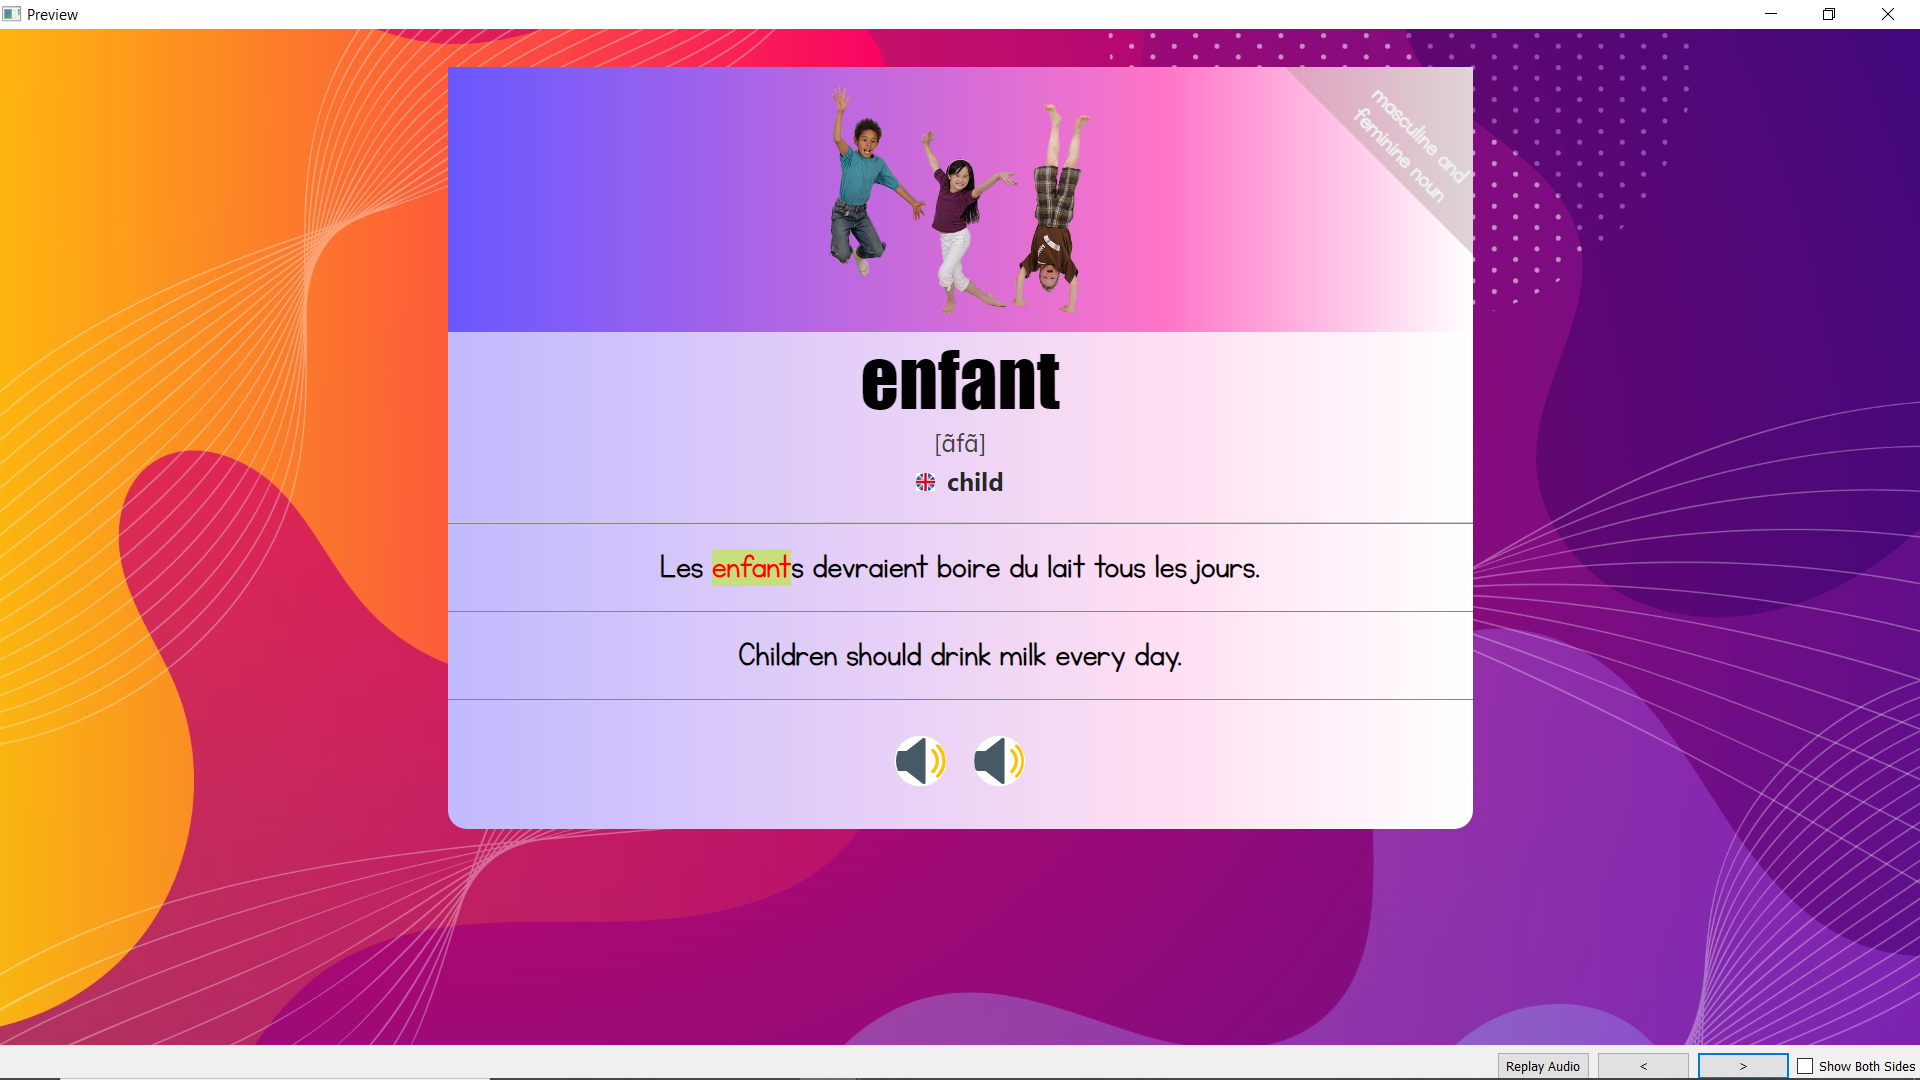 Preview
masculine and
feminine noun
enfant
[ãfã]
child
Les enfants devraient boire du lait tous les jours.
Children should drink milk every day.
Replay Audio
<
>
Show Both Sides